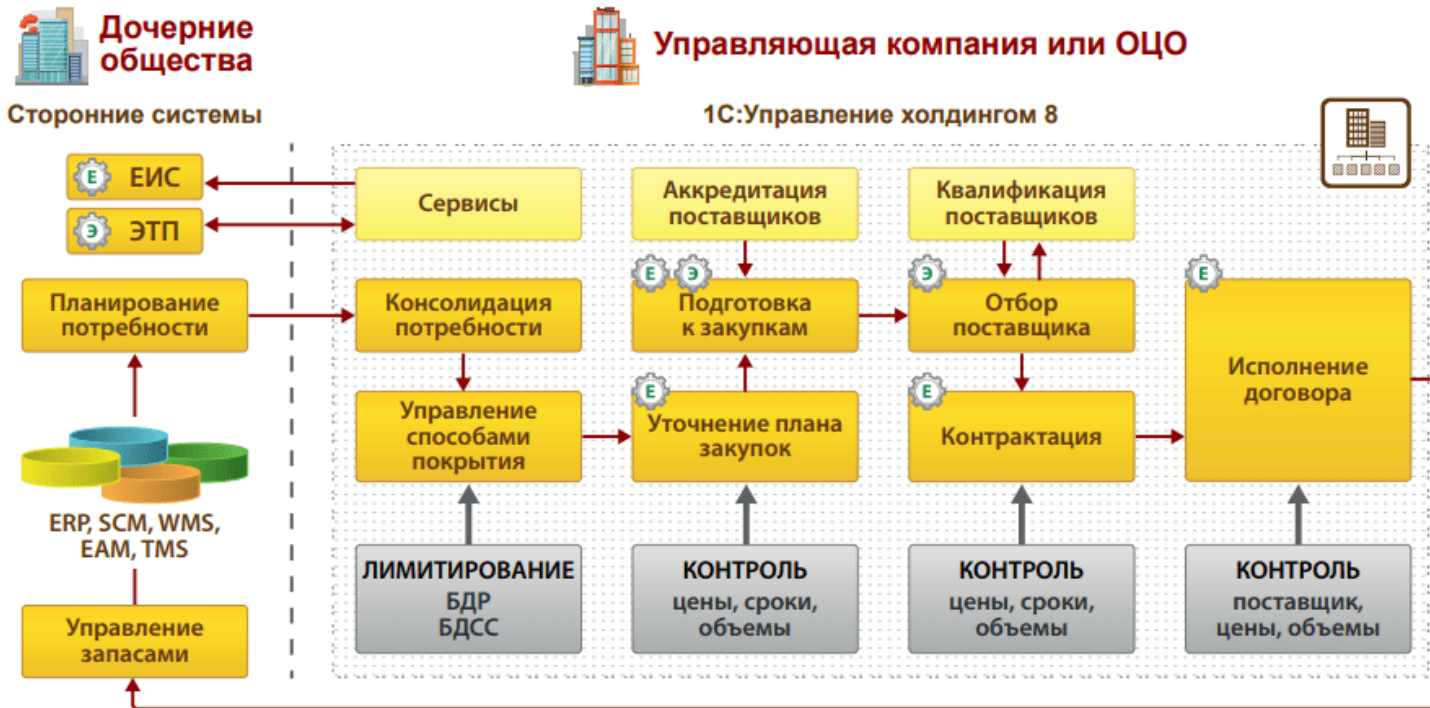 Дочерние
общества
Управляющая компания или ОЦО
Сторонние системы
1С:Управление холдингом 8
Е
ЕИС
Э
ЭТП
Сервисы
Аккредитация
поставщиков
Квалификация
поставщиков
Планирование
потребности
Консолидация
потребности
Е
Э
Подготовка
к закупкам
Э
Отбор
поставщика
Е
Исполнение
договора
Управление
способами
покрытия
Е
Уточнение плана
закупок
Е
Контрактация
ERP, SCM, WMS,
EAM, TMS
ЛИМИТИРОВАНИЕ
БДР
БДСС
КОНТРОЛЬ
цены, сроки,
объемы
КОНТРОЛЬ
цены, сроки,
объемы
КОНТРОЛЬ
поставщик,
цены, объемы
Управление
запасами